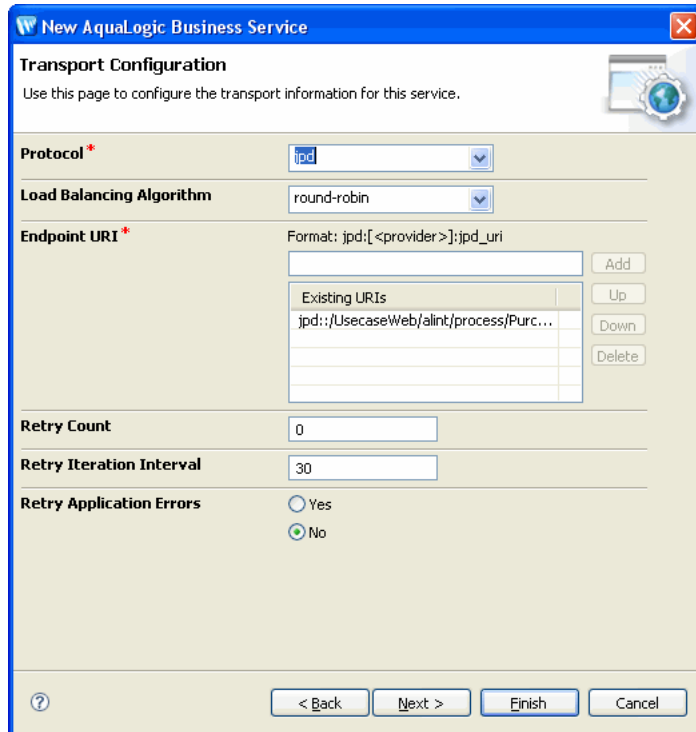 New AquaLogic Business Service
Transport Configuration
Use this page to configure the transport information for this service.
Protocol *
jpd
Load Balancing Algorithm
round-robin
Endpoint URI *
Format: jpd:[<provider>]:jpd_uri
Add
Existing URIs
Up
jpd::/UsecaseWeb/alint/process/Purc...
Down
Delete
Retry Count
0
Retry Iteration Interval
30
Retry Application Errors
Yes
No
< Back
Next >
Finish
Cancel